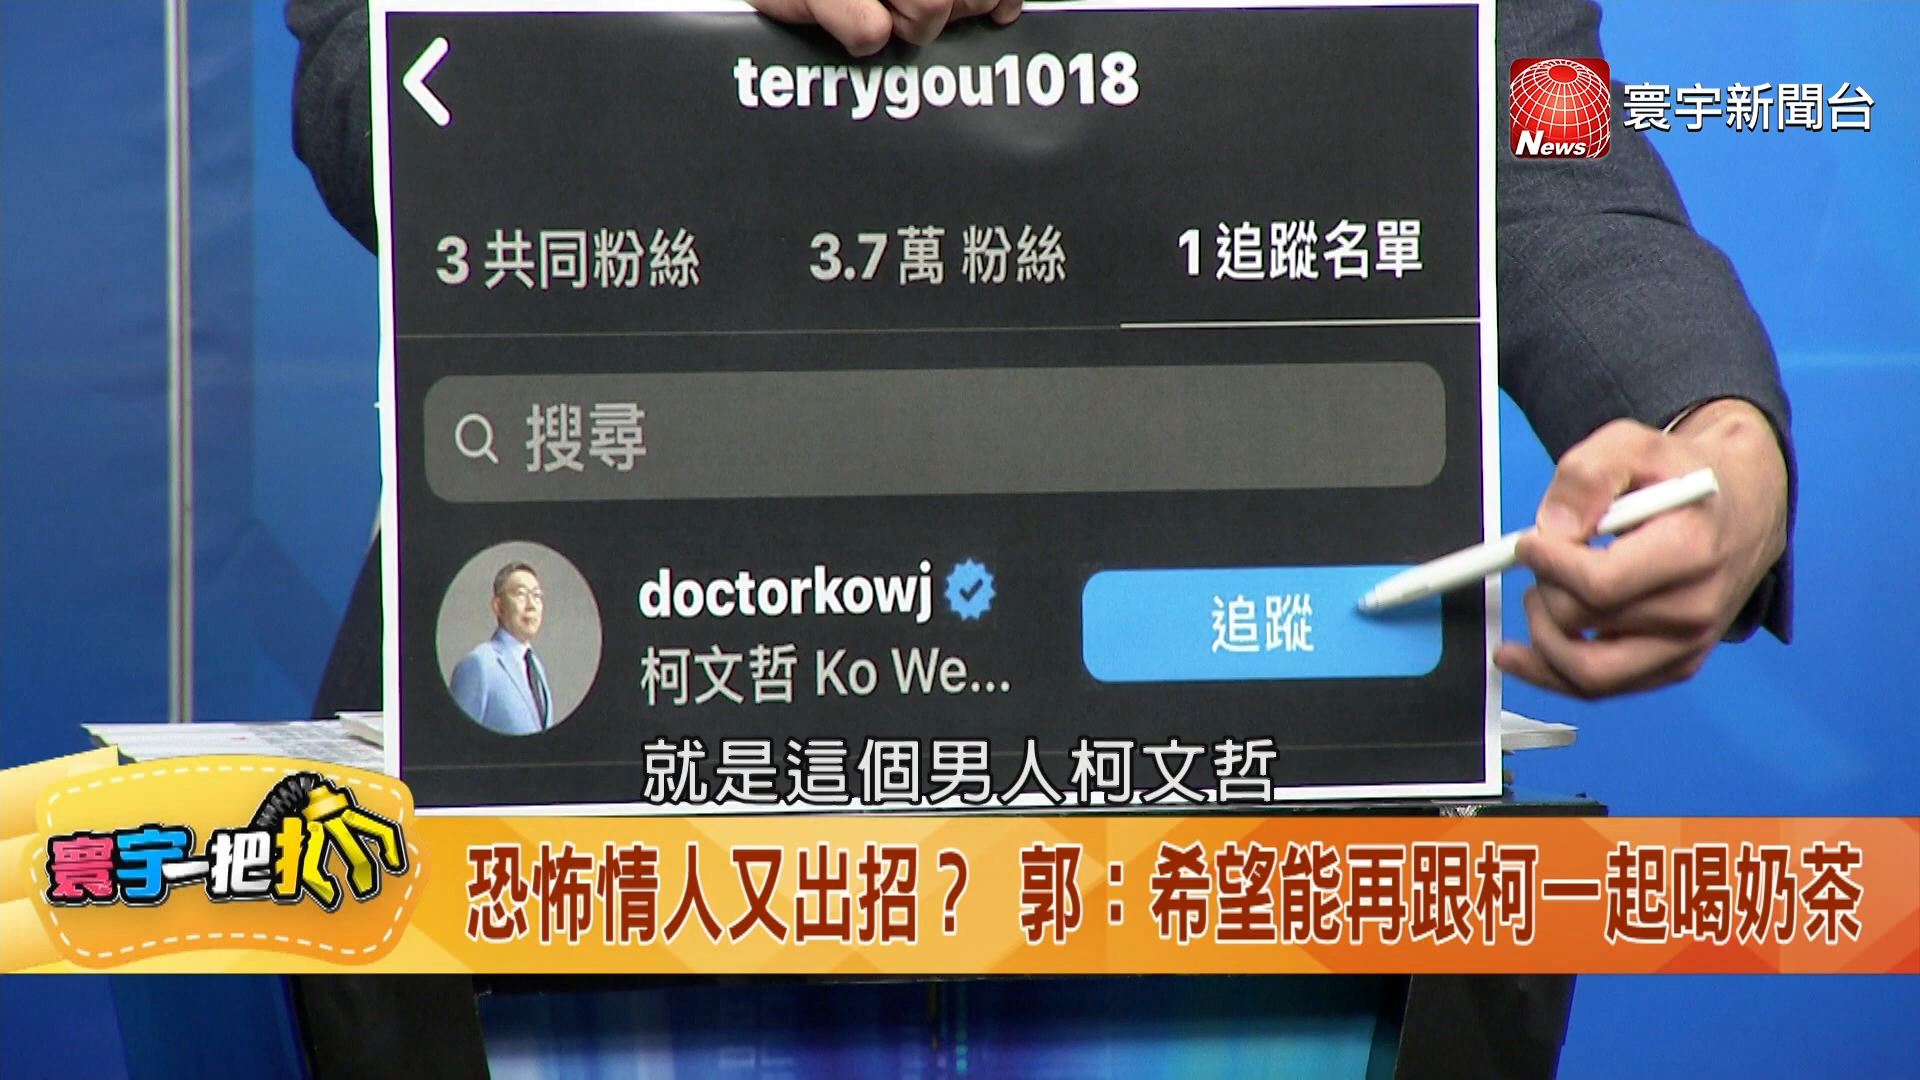 terrygou1018
寰宇新聞台
News
3 共同粉絲
3.7萬 粉絲
1 追蹤名單
搜尋
doctorkowj
追蹤
柯文哲 Ko We...
就是這個男人柯文哲
寰宇一把抓
恐怖情人又出招？ 郭：希望能再跟柯一起喝奶茶